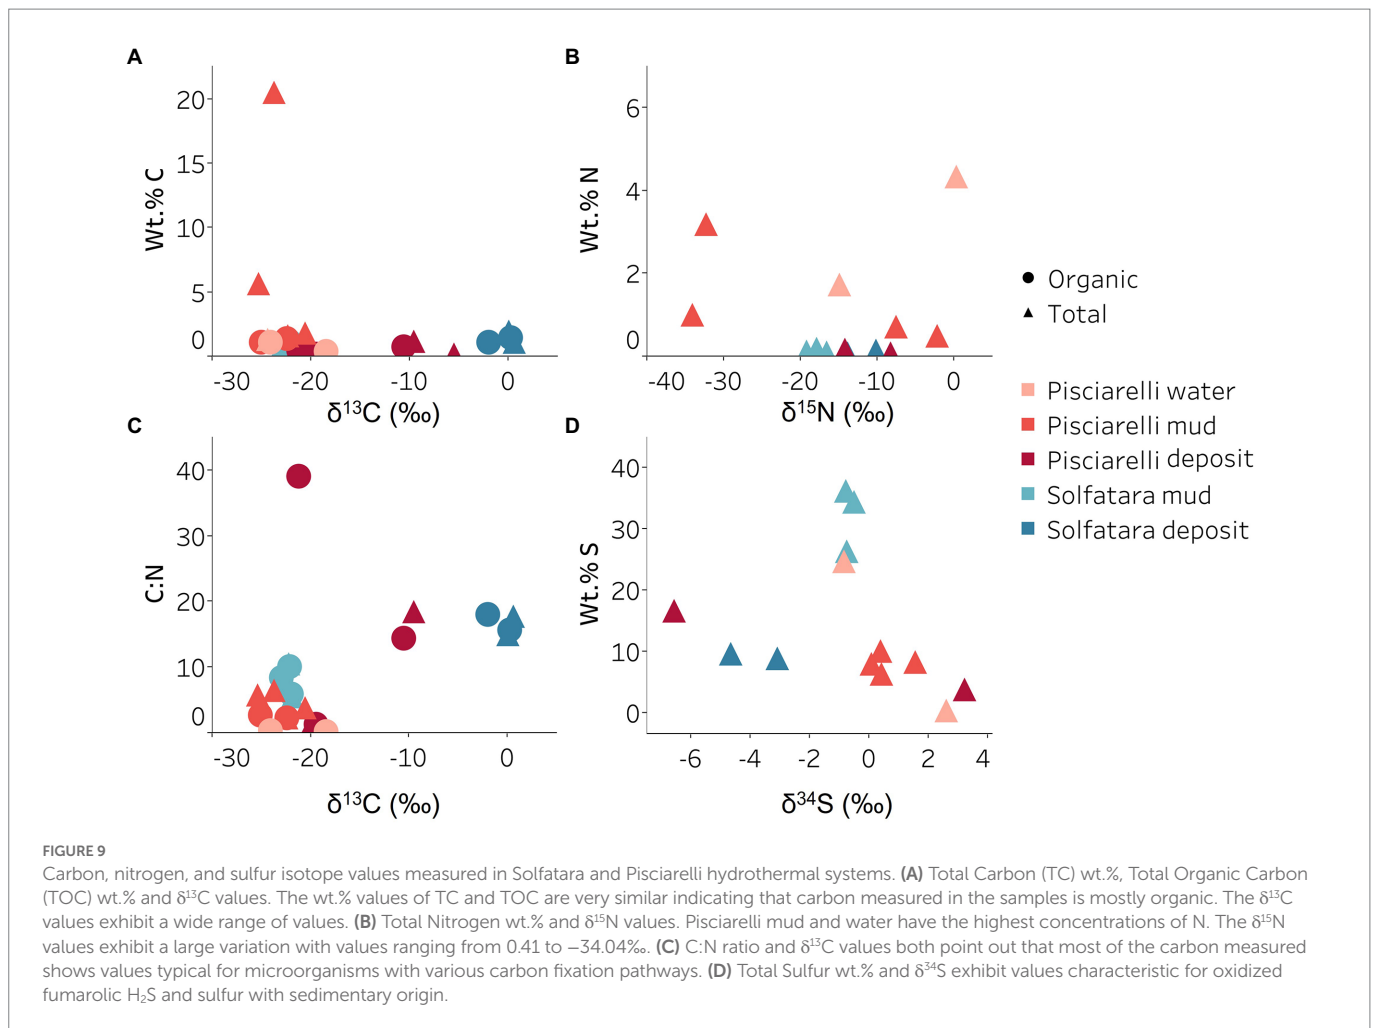 A
Wt.% C
20
15
10
5
0
-30 -20 -10 0
δ¹³C (‰)
B
Wt.% N
6
4
2
0
-40 -30 -20 -10 0
δ¹⁵N (‰)
Organic
Total
Pisciarelli water
Pisciarelli mud
Pisciarelli deposit
Solfatara mud
Solfatara deposit
C
C:N
40
30
20
10
0
-30 -20 -10 0
δ¹³C (‰)
D
Wt.% S
40
30
20
10
0
-6 -4 -2 0 2 4
δ³⁴S (‰)
FIGURE 9
Carbon, nitrogen, and sulfur isotope values measured in Solfatara and Pisciarelli hydrothermal systems. (A) Total Carbon (TC) wt.%, Total Organic Carbon
(TOC) wt.% and δ¹³C values. The wt.% values of TC and TOC are very similar indicating that carbon measured in the samples is mostly organic. The δ¹³C
values exhibit a wide range of values. (B) Total Nitrogen wt.% and δ¹⁵N values. Pisciarelli mud and water have the highest concentrations of N. The δ¹⁵N
values exhibit a large variation with values ranging from 0.41 to −34.04‰. (C) C:N ratio and δ¹³C values both point out that most of the carbon measured
shows values typical for microorganisms with various carbon fixation pathways. (D) Total Sulfur wt.% and δ³⁴S exhibit values characteristic for oxidized
fumarolic H₂S and sulfur with sedimentary origin.